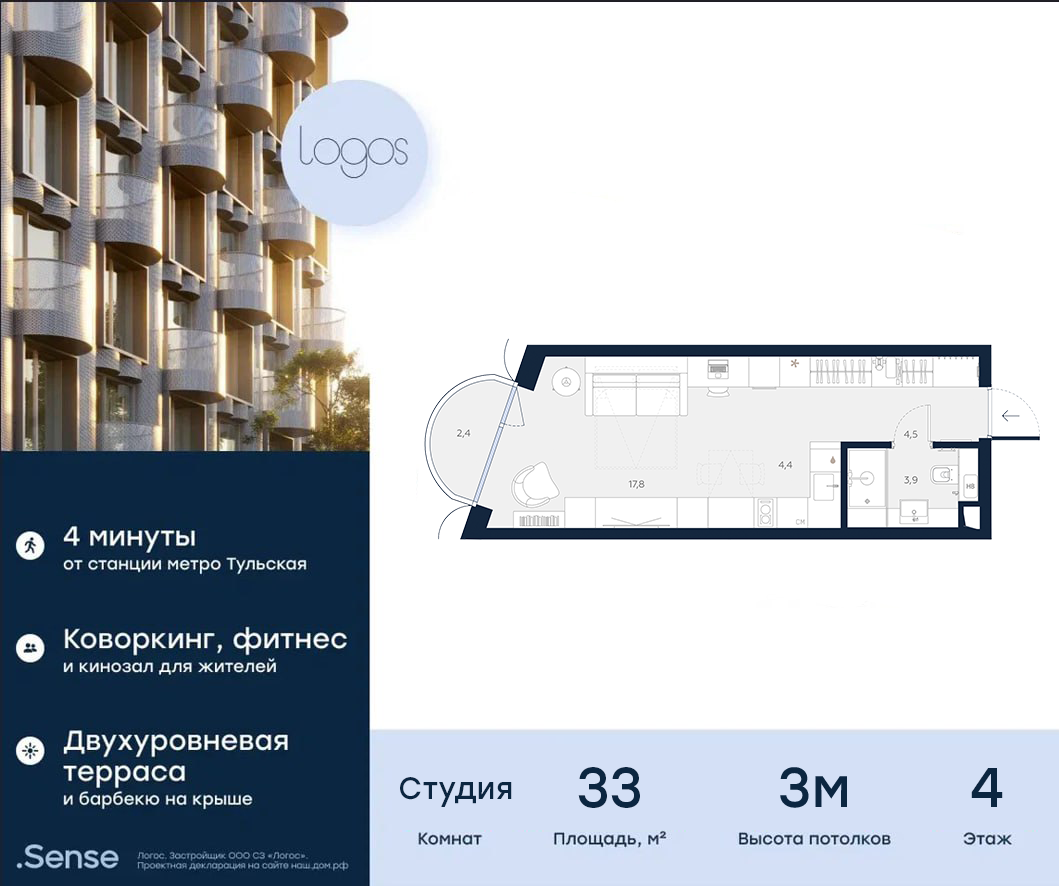 logos
4 минуты
от станции метро Тульская
Коворкинг, фитнес
и кинозал для жителей
Двухуровневая
терраса
и барбекю на крыше
.Sense
Логос. Застройщик ООО СЗ «Логос».
Проектная декларация на сайте наш.дом.рф
2,4
17,8
4,4
4,5
3,9
НВ
СМ
Студия
Комнат
33
Площадь, м²
3м
Высота потолков
4
Этаж